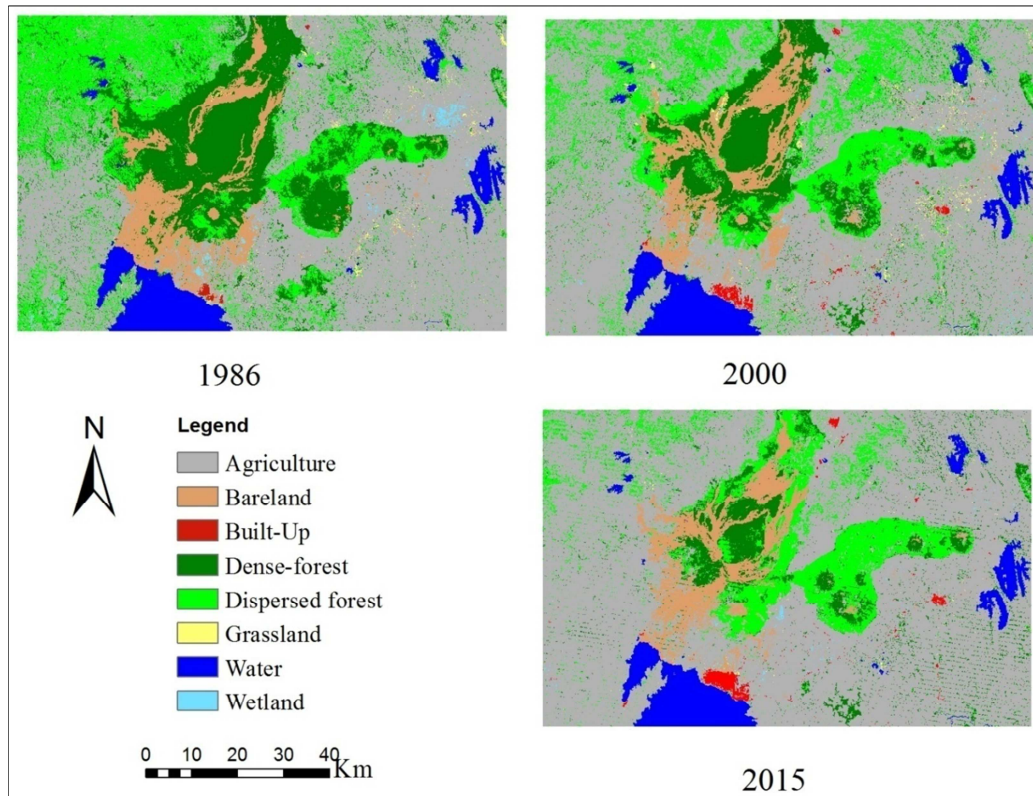 1986
2000
N
Legend
Agriculture
Bareland
Built-Up
Dense-forest
Dispersed forest
Grassland
Water
Wetland
0 10 20 30 40
Km
2015